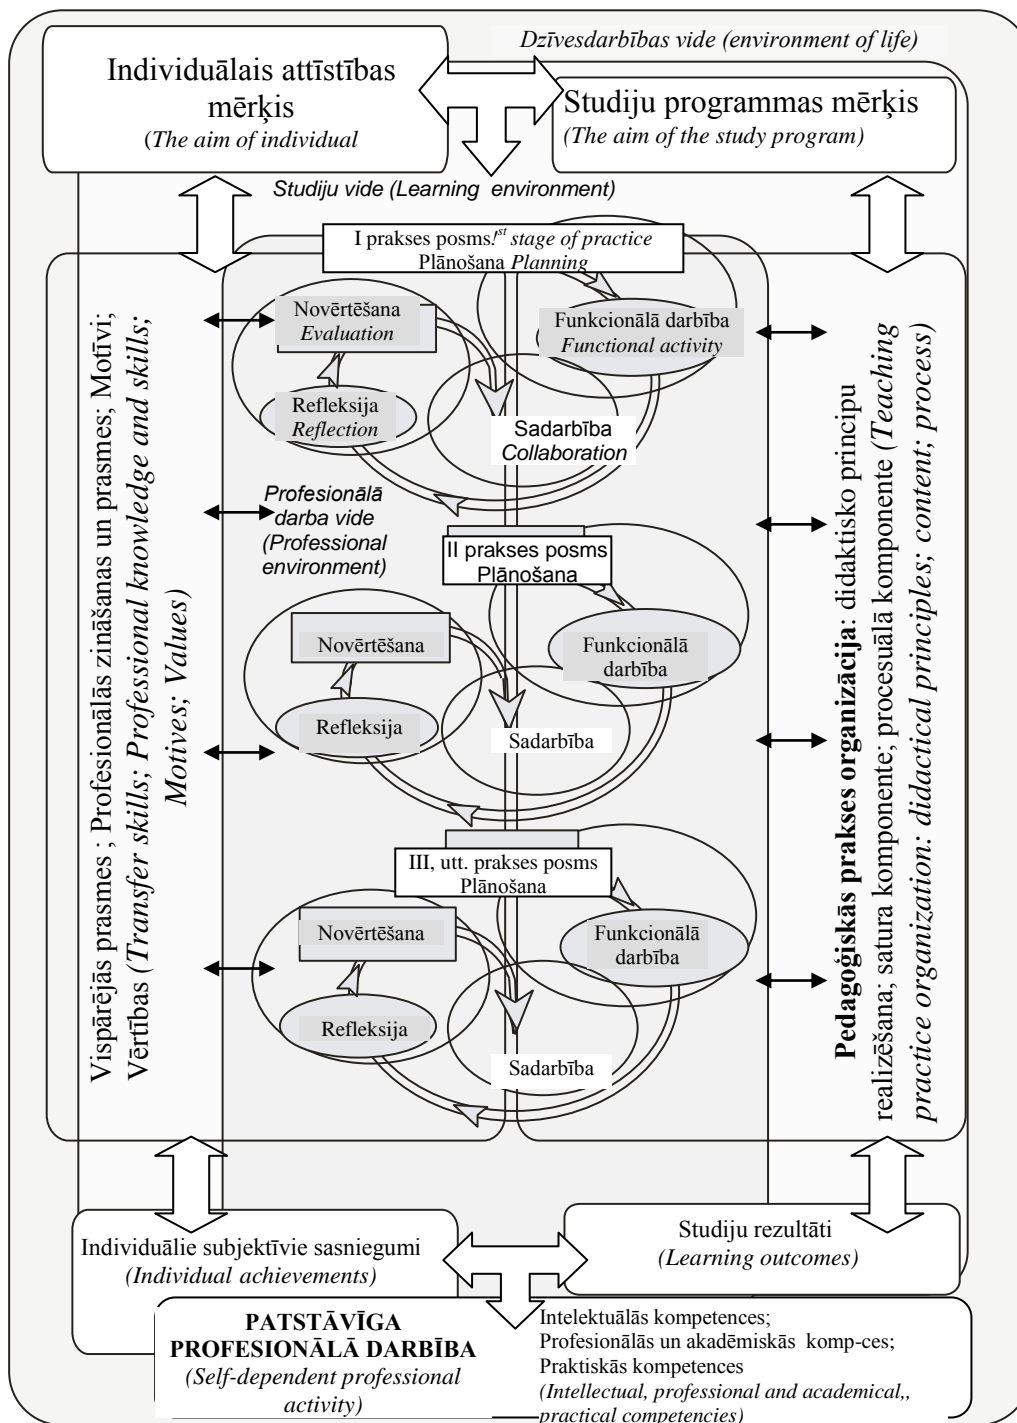 Dzīvesdarbības vide (environment of life)
Individuālais attīstības
mērķis
(The aim of individual
Studiju programmas mērķis
(The aim of the study program)
Studiju vide (Learning environment)
I prakses posms!st stage of practice
Plānošana Planning
Novērtēšana
Evaluation
Funkcionālā darbība
Functional activity
Refleksija
Reflection
Sadarbība
Collaboration
Profesionālā
darba vide
(Professional
environment)
II prakses posms
Plānošana
Novērtēšana
Funkcionālā
darbība
Refleksija
Sadarbība
III, utt. prakses posms
Plānošana
Novērtēšana
Funkcionālā
darbība
Refleksija
Sadarbība
Vispārējās prasmes ; Profesionālās zināšanas un prasmes; Motīvi;
Vērtības (Transfer skills; Professional knowledge and skills;
Motives; Values)
Pedagoģiskās prakses organizācija: didaktisko principu
realizēšana; satura komponente; procesuālā komponente (Teaching
practice organization: didactical principles; content; process)
Individuālie subjektīvie sasniegumi
(Individual achievements)
Studiju rezultāti
(Learning outcomes)
PATSTĀVĪGA
PROFESIONĀLĀ DARBĪBA
(Self-dependent professional
activity)
Intelektuālās kompetences;
Profesionālās un akadēmiskās komp-ces;
Praktiskās kompetences
(Intellectual, professional and academical,,
practical competencies)